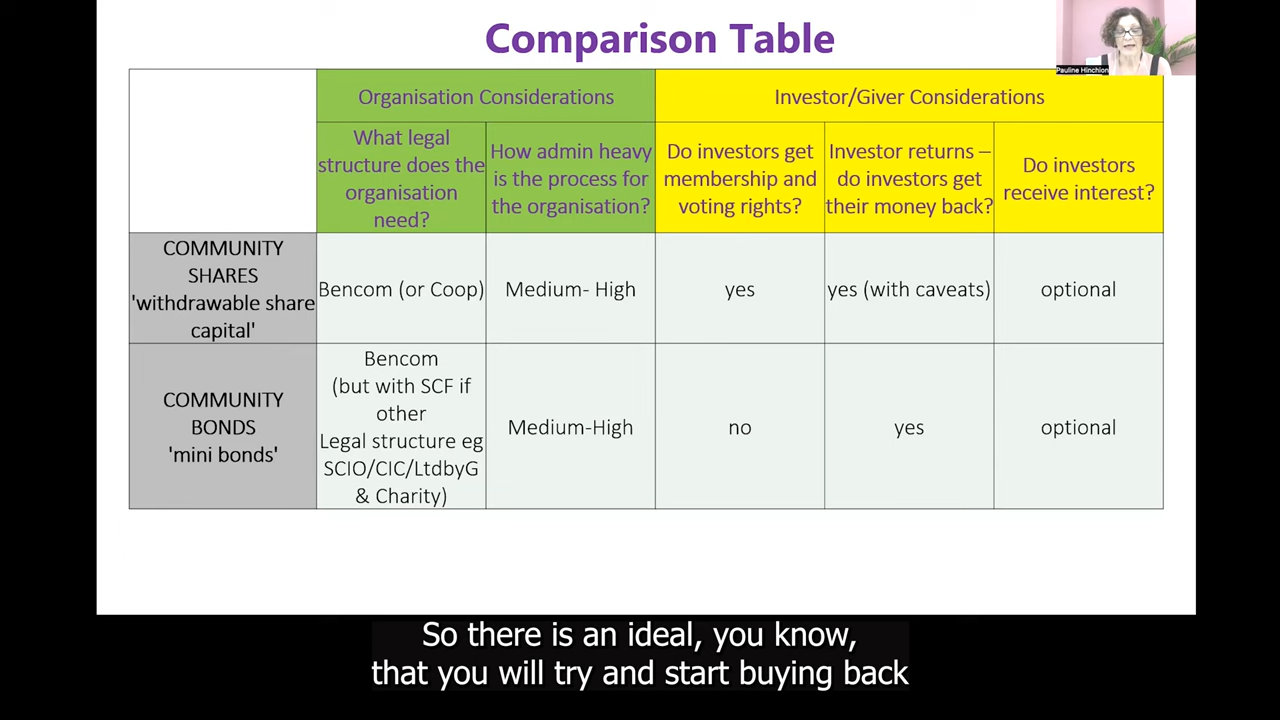 Comparison Table
Pauline Hinchion
Organisation Considerations
Investor/Giver Considerations
What legal
structure does the
organisation
need?
How admin heavy
is the process for
the organisation?
Do investors get
membership and
voting rights?
Investor returns –
do investors get
their money back?
Do investors
receive interest?
COMMUNITY
SHARES
'withdrawable share
capital'
Bencom (or Coop)
Medium- High
yes
yes (with caveats)
optional
COMMUNITY
BONDS
'mini bonds'
Bencom
(but with SCF if
other
Legal structure eg
SCIO/CIC/LtdbyG
& Charity)
Medium-High
no
yes
optional
So there is an ideal, you know,
that you will try and start buying back